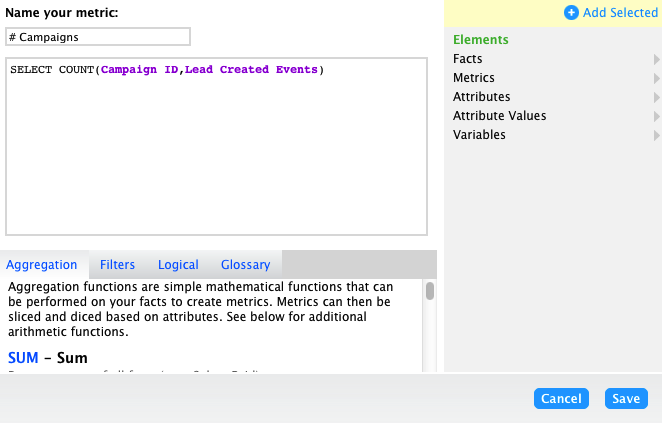 Name your metric:
# Campaigns
SELECT COUNT(Campaign ID,Lead Created Events)
Add Selected
Elements
Facts
Metrics
Attributes
Attribute Values
Variables
Aggregation Filters Logical Glossary
Aggregation functions are simple mathematical functions that can
be performed on your facts to create metrics. Metrics can then be
sliced and diced based on attributes. See below for additional
arithmetic functions.
SUM - Sum
Cancel Save